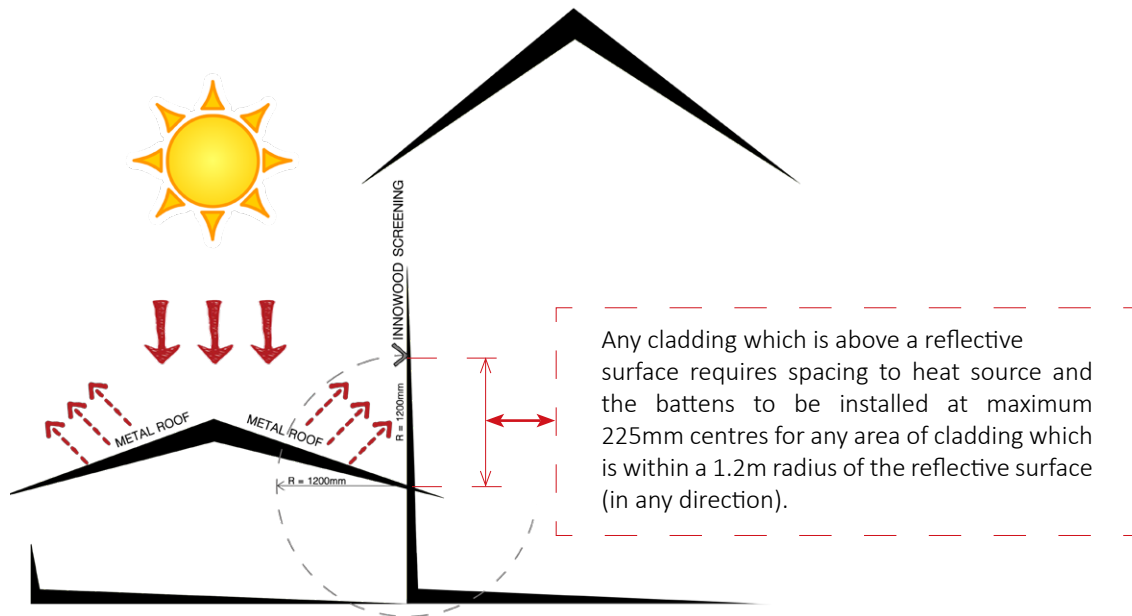 INNOWOOD SCREENING
METAL ROOF
METAL ROOF
R = 1200mm
R = 1200mm
Any cladding which is above a reflective
surface requires spacing to heat source and
the battens to be installed at maximum
225mm centres for any area of cladding which
is within a 1.2m radius of the reflective surface
(in any direction).